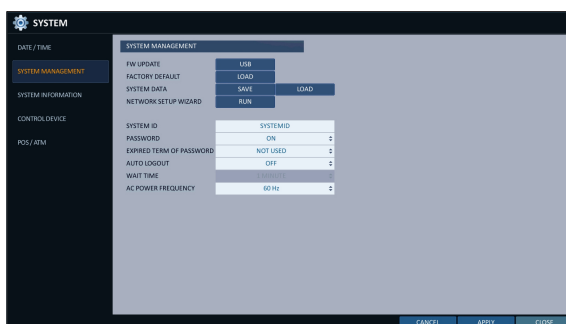 SYSTEM
DATE / TIME
SYSTEM MANAGEMENT
SYSTEM INFORMATION
CONTROL DEVICE
POS / ATM
SYSTEM MANAGEMENT
FW UPDATE USB
FACTORY DEFAULT LOAD
SYSTEM DATA SAVE LOAD
NETWORK SETUP WIZARD RUN
SYSTEM ID SYSTEMID
PASSWORD ON
EXPIRED TERM OF PASSWORD NOT USED
AUTO LOGOUT OFF
WAIT TIME
AC POWER FREQUENCY 60 Hz
CANCEL APPLY CLOSE